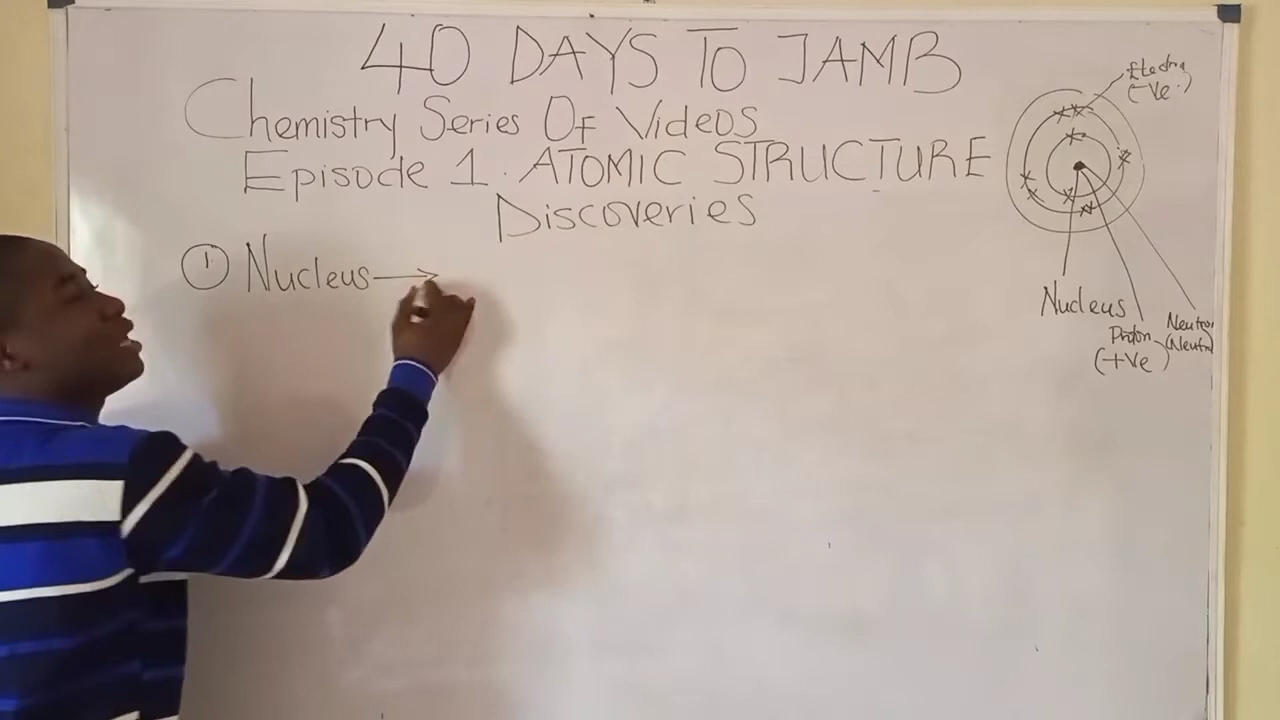 40 DAYS TO JAMB
Chemistry Series Of Videos
Episode 1. ATOMIC STRUCTURE
Discoveries
① Nucleus →
(-Ve)
Nucleus
Proton
(+Ve)